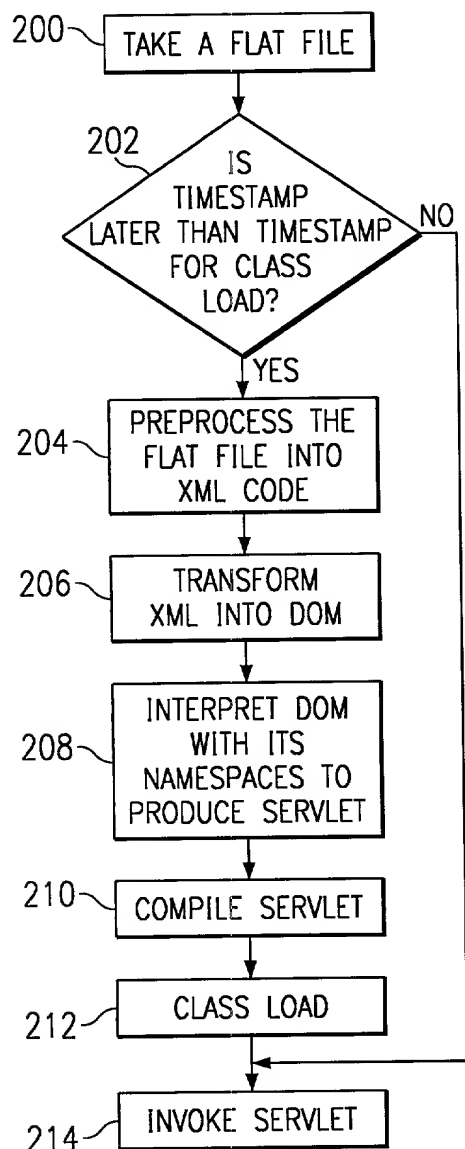 200
TAKE A FLAT FILE
202
IS
TIMESTAMP
LATER THAN TIMESTAMP
FOR CLASS
LOAD?
NO
YES
204
PREPROCESS THE
FLAT FILE INTO
XML CODE
206
TRANSFORM
XML INTO DOM
208
INTERPRET DOM
WITH ITS
NAMESPACES TO
PRODUCE SERVLET
210
COMPILE SERVLET
212
CLASS LOAD
214
INVOKE SERVLET